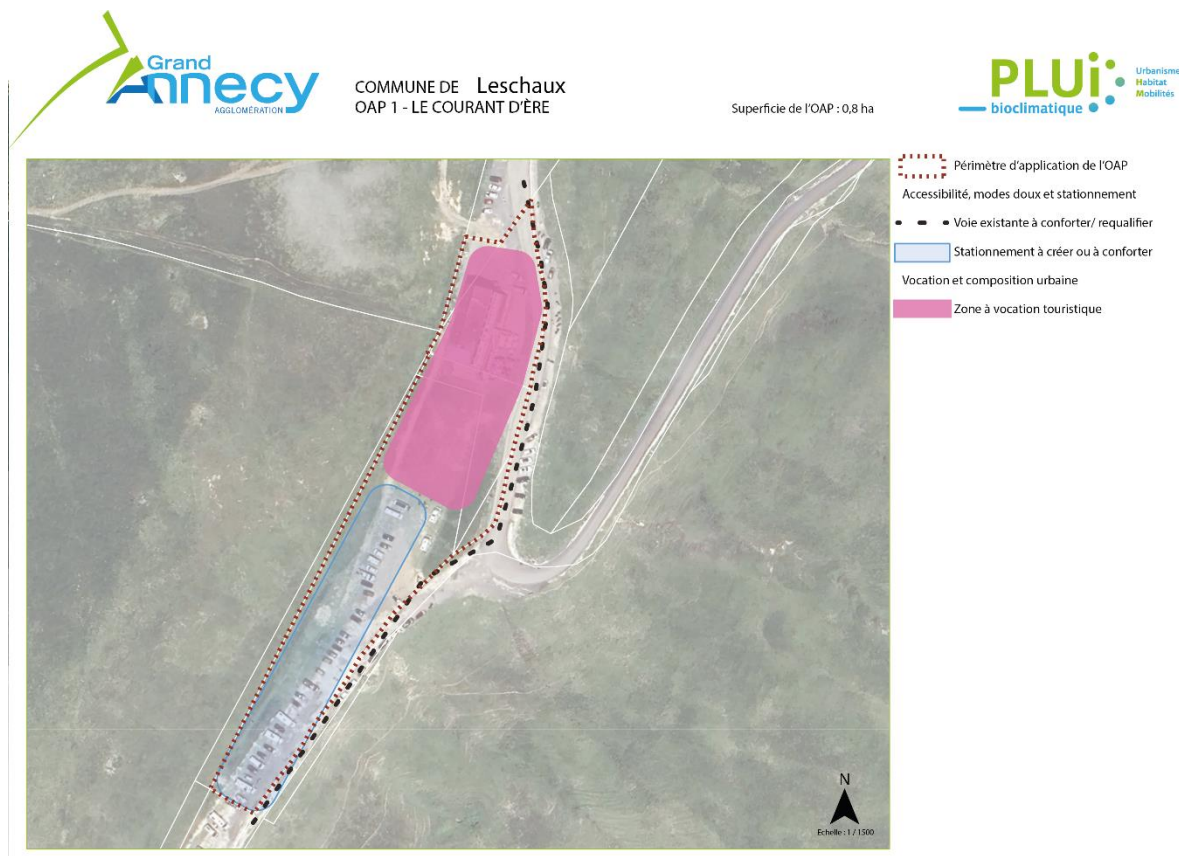 Grand
Annecy
AGGLOMÉRATION
COMMUNE DE Leschaux
OAP 1 - LE COURANT D'ÈRE
Superficie de l'OAP : 0,8 ha
PLUi
bioclimatique
Urbanisme
Habitat
Mobilités
Périmètre d'application de l'OAP
Accessibilité, modes doux et stationnement
Voie existante à conforter/ requalifier
Stationnement à créer ou à conforter
Vocation et composition urbaine
Zone à vocation touristique
N
Echelle : 1 / 1500